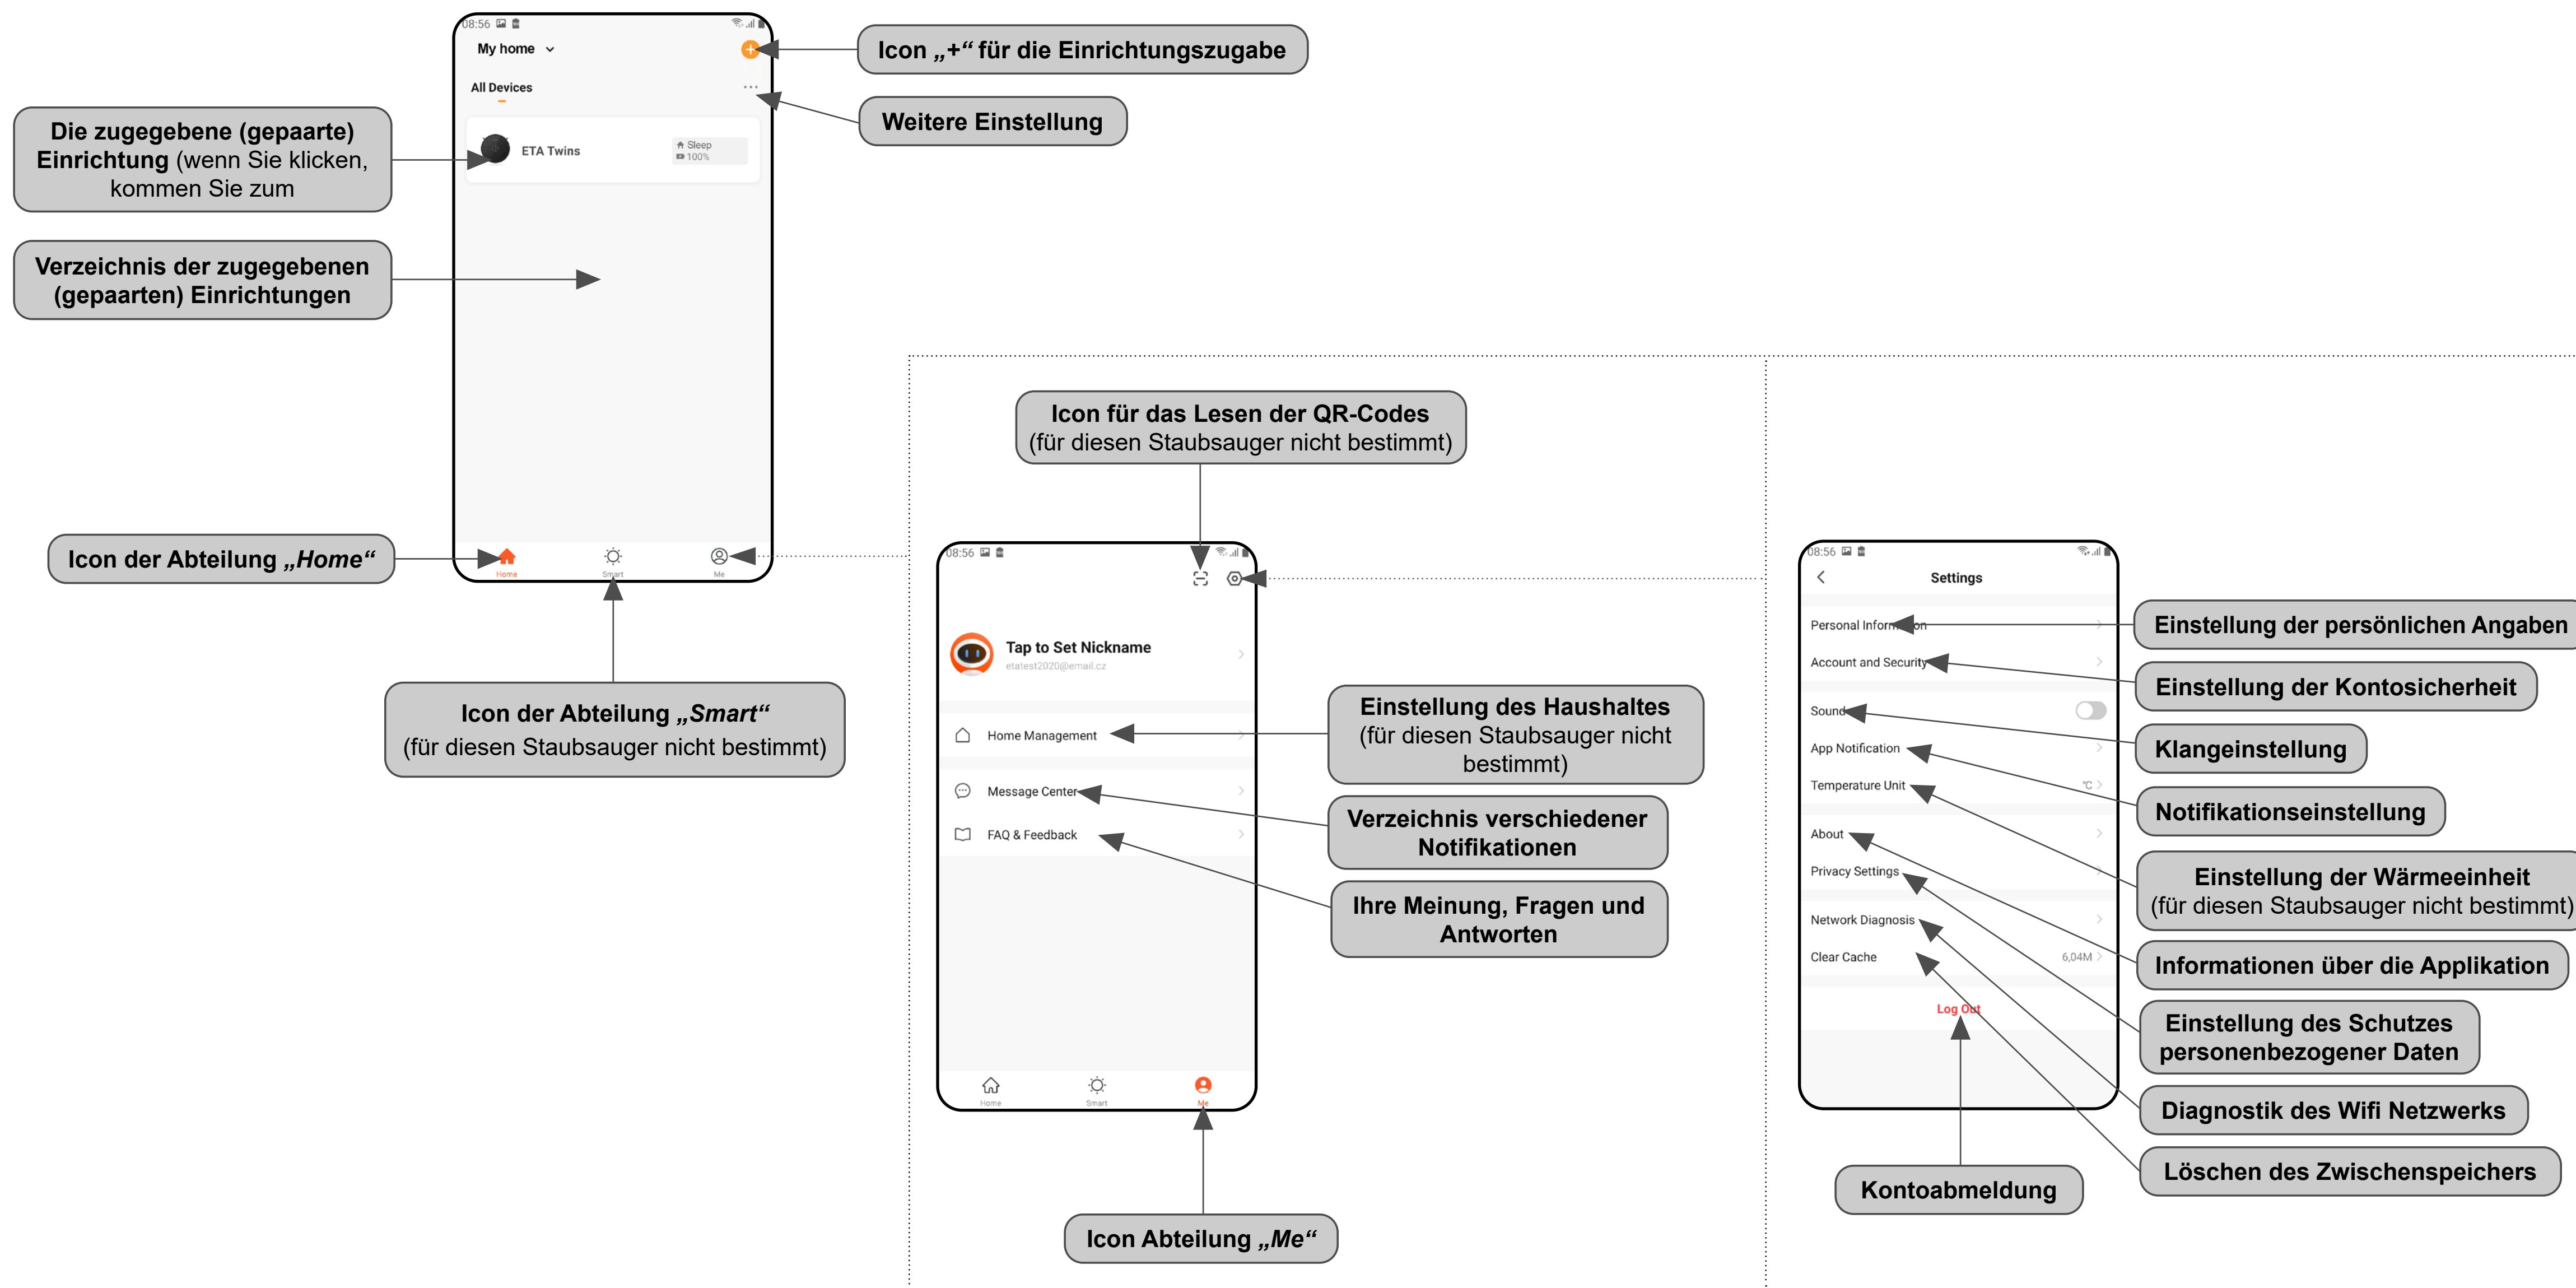 08:56
My home
All Devices
ETA Twins
Sleep
100%
Home
Smart
Me
Icon „+“ für die Einrichtungszugabe
Weitere Einstellung
Die zugegebene (gepaarte)
Einrichtung (wenn Sie klicken,
kommen Sie zum
Verzeichnis der zugegebenen
(gepaarten) Einrichtungen
Icon der Abteilung „Home“
Icon der Abteilung „Smart“
(für diesen Staubsauger nicht bestimmt)
Icon für das Lesen der QR-Codes
(für diesen Staubsauger nicht bestimmt)
08:56
Tap to Set Nickname
etatest2020@email.cz
Home Management
Message Center
FAQ & Feedback
Home
Smart
Me
Einstellung des Haushaltes
(für diesen Staubsauger nicht
bestimmt)
Verzeichnis verschiedener
Notifikationen
Ihre Meinung, Fragen und
Antworten
Icon Abteilung „Me“
08:56
Settings
Personal Information
Account and Security
Sound
App Notification
Temperature Unit °C
About
Privacy Settings
Network Diagnosis
Clear Cache 6,04M
Log Out
Einstellung der persönlichen Angaben
Einstellung der Kontosicherheit
Klangeinstellung
Notifikationseinstellung
Einstellung der Wärmeeinheit
(für diesen Staubsauger nicht bestimmt)
Informationen über die Applikation
Einstellung des Schutzes
personenbezogener Daten
Diagnostik des Wifi Netzwerks
Löschen des Zwischenspeichers
Kontoabmeldung